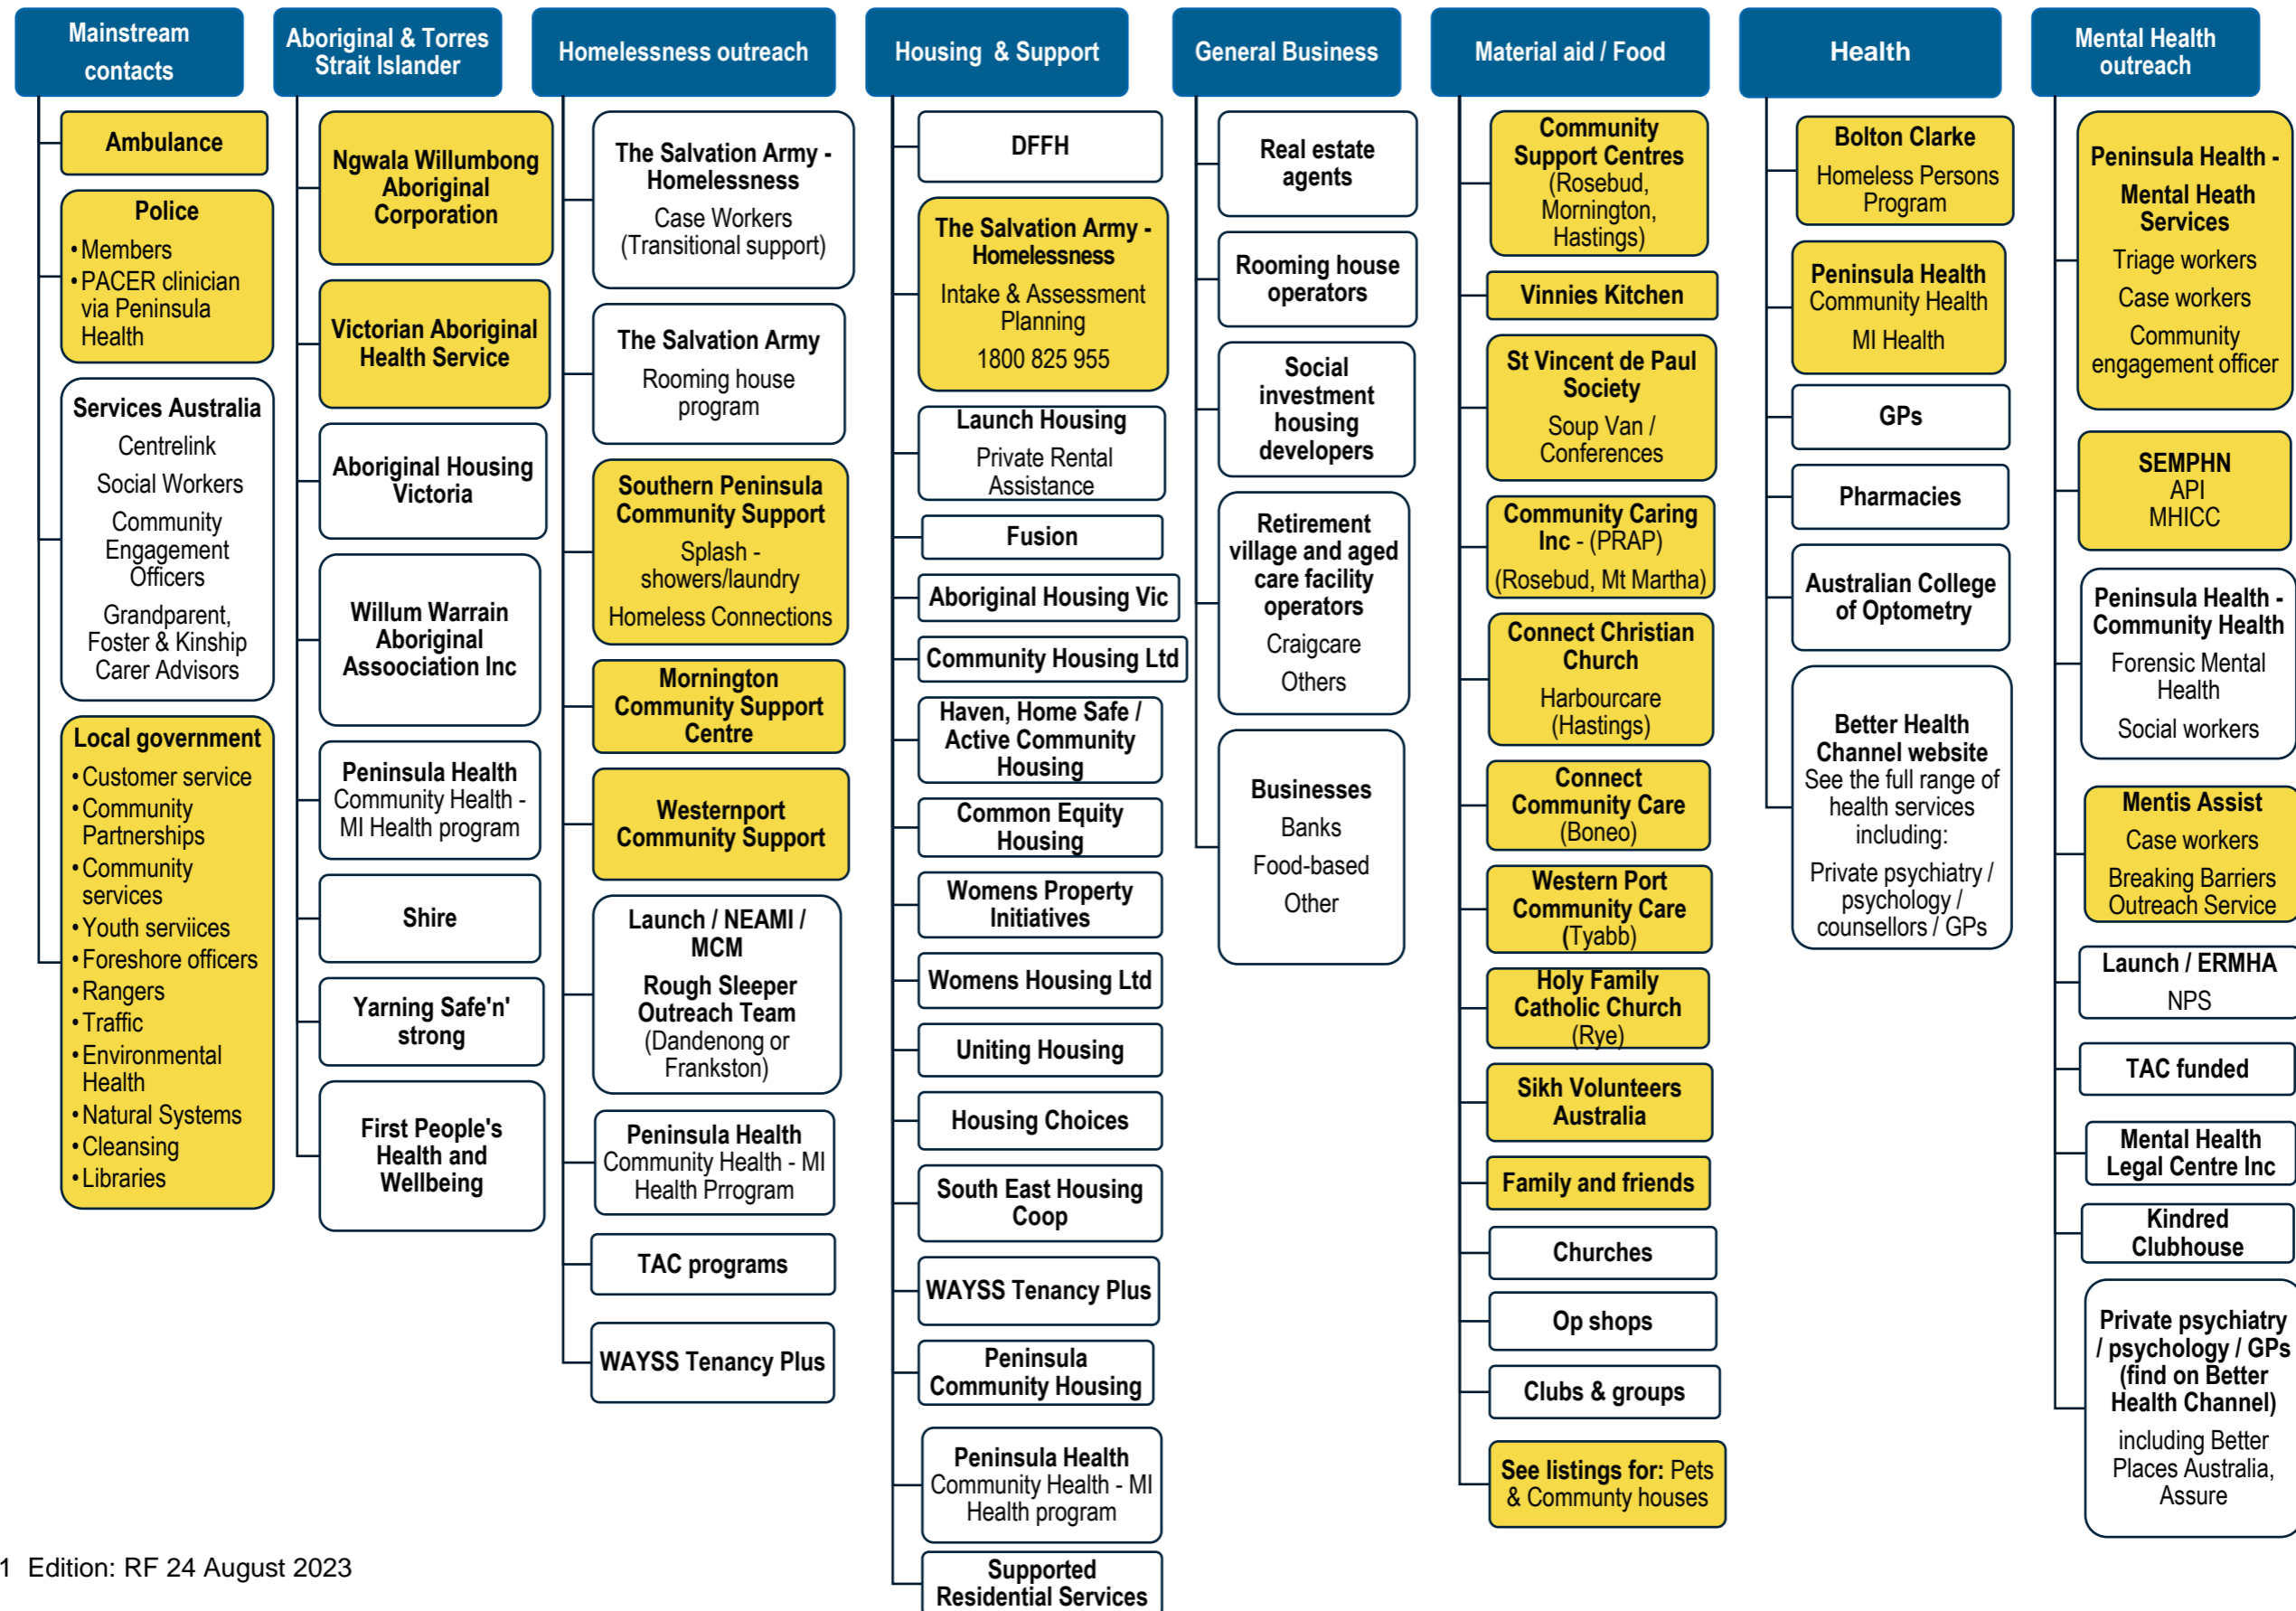 Mainstream
contacts
Ambulance
Police
• Members
• PACER clinician
via Peninsula
Health
Services Australia
Centrelink
Social Workers
Community
Engagement
Officers
Grandparent,
Foster & Kinship
Carer Advisors
Local government
• Customer service
• Community
Partnerships
• Community
services
• Youth serviices
• Foreshore officers
• Rangers
• Traffic
• Environmental
Health
• Natural Systems
• Cleansing
• Libraries
Aboriginal & Torres
Strait Islander
Ngwala Willumbong
Aboriginal
Corporation
Victorian Aboriginal
Health Service
Aboriginal Housing
Victoria
Willum Warrain
Aboriginal
Assoociation Inc
Peninsula Health
Community Health -
MI Health program
Shire
Yarning Safe'n'
strong
First People's
Health and
Wellbeing
Homelessness outreach
The Salvation Army -
Homelessness
Case Workers
(Transitional support)
The Salvation Army
Rooming house
program
Southern Peninsula
Community Support
Splash -
showers/laundry
Homeless Connections
Mornington
Community Support
Centre
Westernport
Community Support
Launch / NEAMI /
MCM
Rough Sleeper
Outreach Team
(Dandenong or
Frankston)
Peninsula Health
Community Health - MI
Health Prrogram
TAC programs
WAYSS Tenancy Plus
Housing & Support
DFFH
The Salvation Army -
Homelessness
Intake & Assessment
Planning
1800 825 955
Launch Housing
Private Rental
Assistance
Fusion
Aboriginal Housing Vic
Community Housing Ltd
Haven, Home Safe /
Active Community
Housing
Common Equity
Housing
Womens Property
Initiatives
Womens Housing Ltd
Uniting Housing
Housing Choices
South East Housing
Coop
WAYSS Tenancy Plus
Peninsula
Community Housing
Peninsula Health
Community Health - MI
Health program
Supported
Residential Services
General Business
Real estate
agents
Rooming house
operators
Social
investment
housing
developers
Retirement
village and aged
care facility
operators
Craigcare
Others
Businesses
Banks
Food-based
Other
Material aid / Food
Community
Support Centres
(Rosebud,
Mornington,
Hastings)
Vinnies Kitchen
St Vincent de Paul
Society
Soup Van /
Conferences
Community Caring
Inc - (PRAP)
(Rosebud, Mt Martha)
Connect Christian
Church
Harbourcare
(Hastings)
Connect
Community Care
(Boneo)
Western Port
Community Care
(Tyabb)
Holy Family
Catholic Church
(Rye)
Sikh Volunteers
Australia
Family and friends
Churches
Op shops
Clubs & groups
See listings for: Pets
& Communty houses
Health
Bolton Clarke
Homeless Persons
Program
Peninsula Health
Community Health
MI Health
GPs
Pharmacies
Australian College
of Optometry
Better Health
Channel website
See the full range of
health services
including:
Private psychiatry /
psychology /
counsellors / GPs
Mental Health
outreach
Peninsula Health -
Mental Heath
Services
Triage workers
Case workers
Community
engagement officer
SEMPHN
API
MHICC
Peninsula Health -
Community Health
Forensic Mental
Health
Social workers
Mentis Assist
Case workers
Breaking Barriers
Outreach Service
Launch / ERMHA
NPS
TAC funded
Mental Health
Legal Centre Inc
Kindred
Clubhouse
Private psychiatry
/ psychology / GPs
(find on Better
Health Channel)
including Better
Places Australia,
Assure
1 Edition: RF 24 August 2023